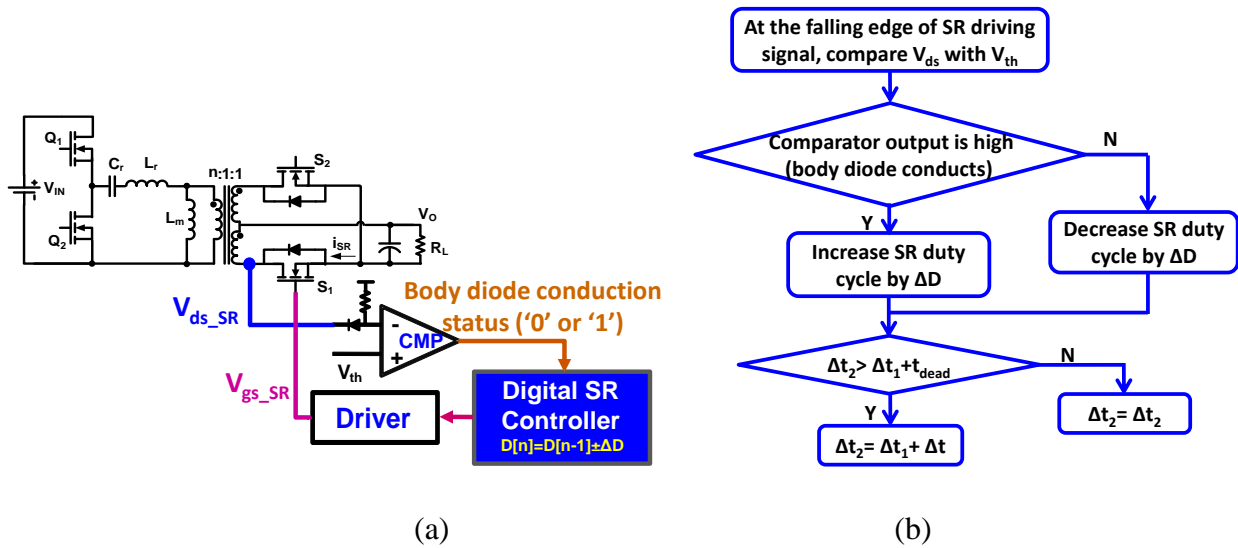 Q1
Q2
VIN
Cr
Lr
Lm
n:1:1
S2
VO
iSR
RL
S1
Vds_SR
Vgs_SR
Vth
-
+
CMP
Body diode conduction
status (‘0’ or ‘1’)
Driver
Digital SR
Controller
D[n]=D[n-1]±ΔD
(a)
At the falling edge of SR driving
signal, compare Vds with Vth
Comparator output is high
(body diode conducts)
N
Y
Increase SR duty
cycle by ΔD
Decrease SR duty
cycle by ΔD
Δt2> Δt1+tdead
N
Y
Δt2= Δt2
Δt2= Δt1+ Δt
(b)